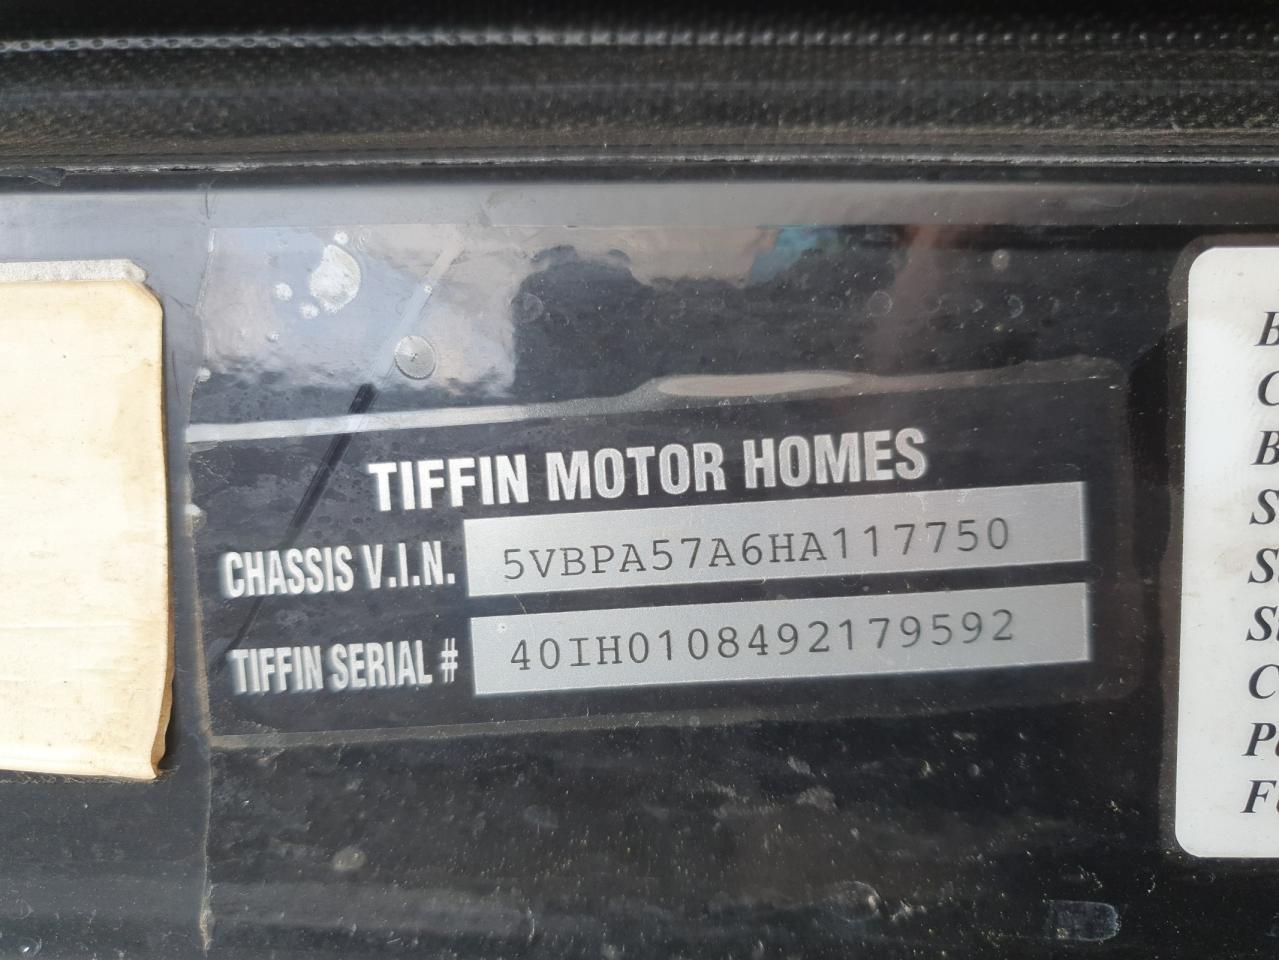 TIFFIN MOTOR HOMES
CHASSIS V.I.N. 5VBPA57A6HA117750
TIFFIN SERIAL # 40IH0108492179592